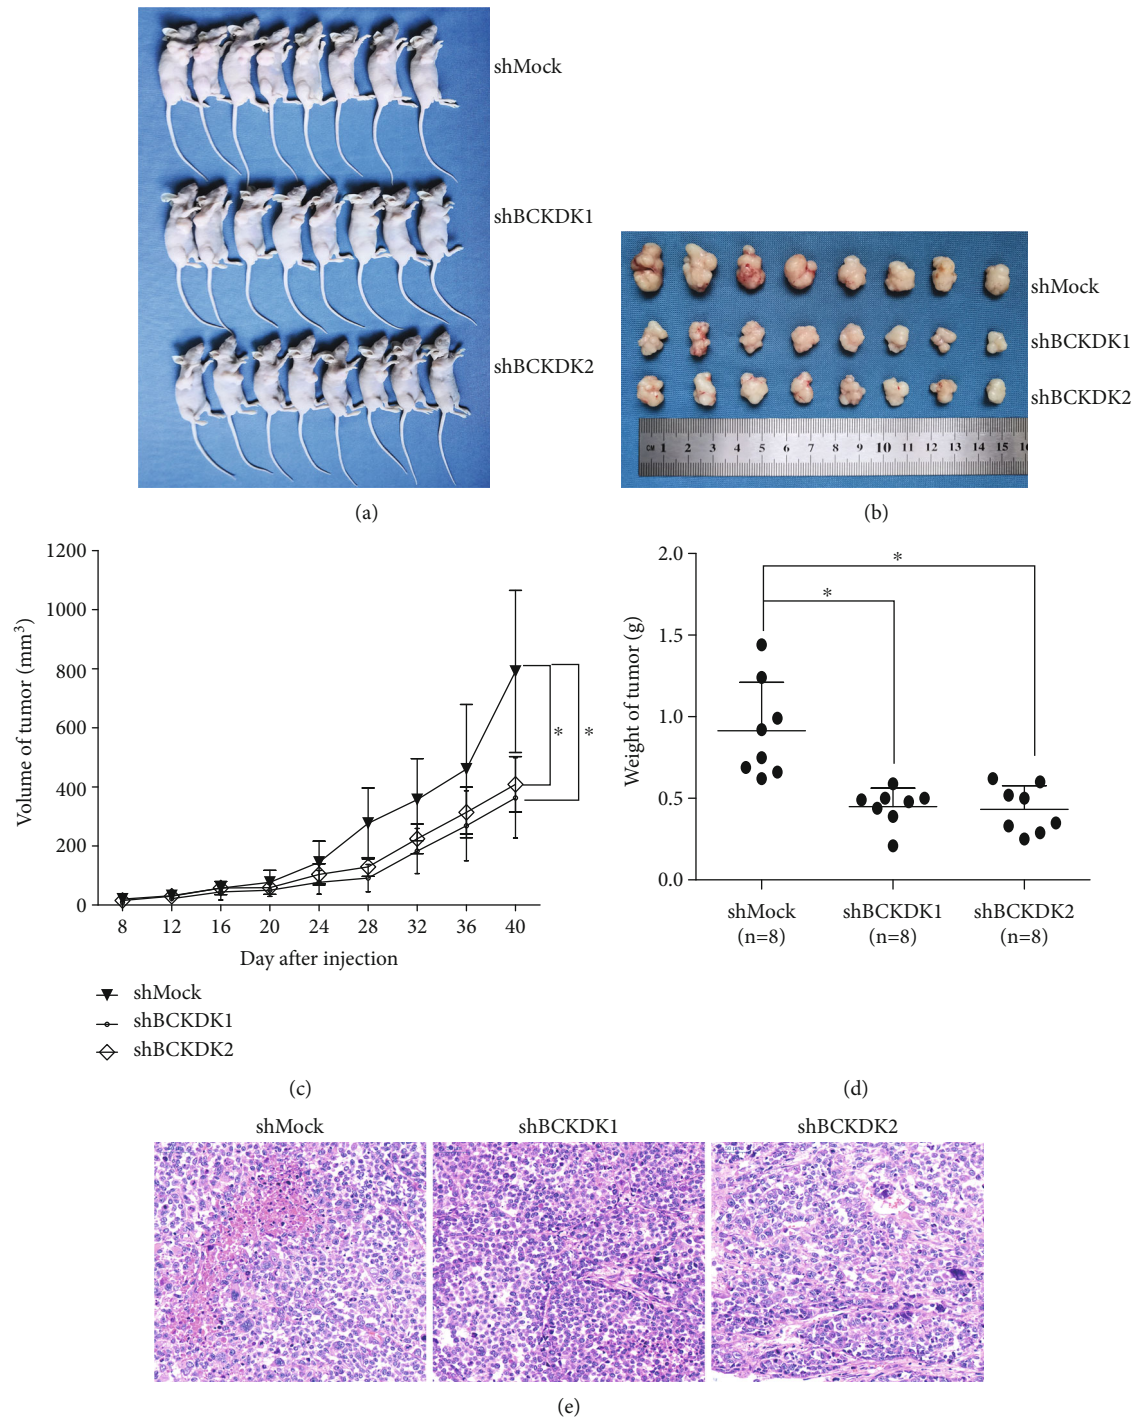 shMock
shBCKDK1
shBCKDK2
(a)
shMock
shBCKDK1
shBCKDK2
CM 1 2 3 4 5 6 7 8 9 10 11 12 13 14 15
(b)
1200
1000
800
600
400
200
0
Volume of tumor (mm³)
8 12 16 20 24 28 32 36 40
Day after injection
* *
shMock
shBCKDK1
shBCKDK2
(c)
2.0
1.5
1.0
0.5
0.0
Weight of tumor (g)
*
*
shMock shBCKDK1 shBCKDK2
(n=8) (n=8) (n=8)
(d)
shMock shBCKDK1 shBCKDK2
(e)